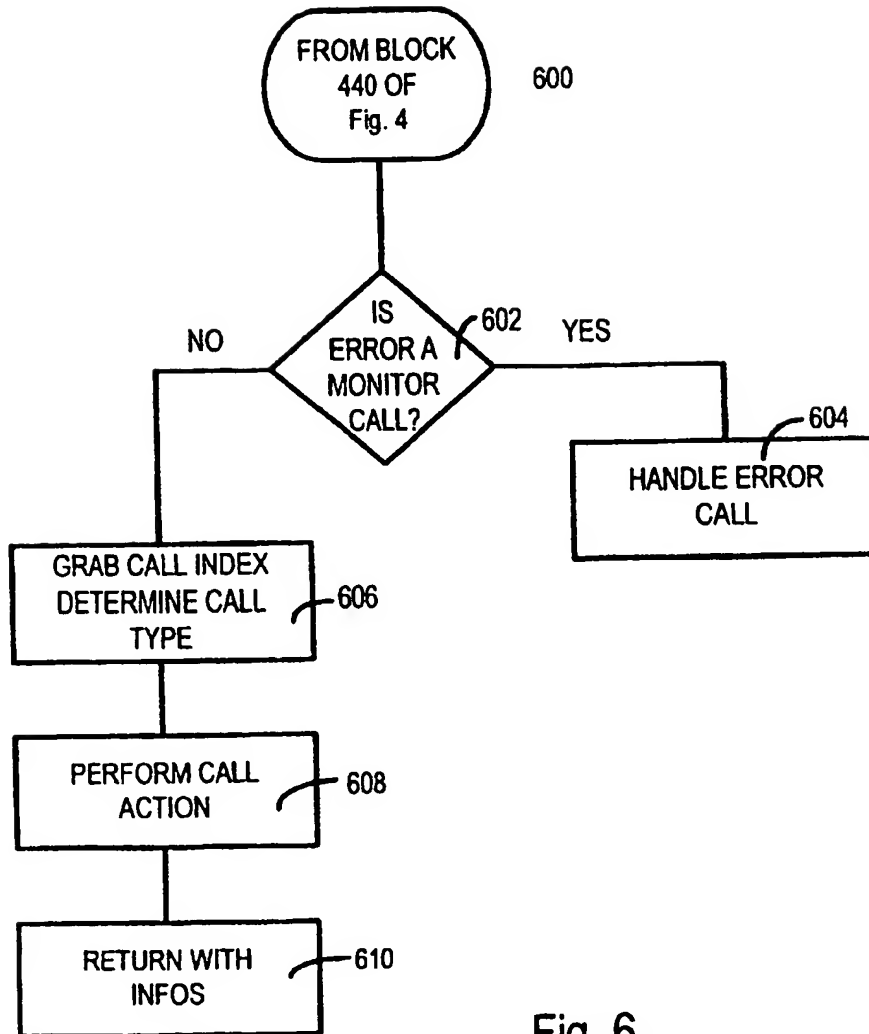 FROM BLOCK
440 OF
Fig. 4
600
IS
ERROR A
MONITOR
CALL?
602
NO
YES
604
HANDLE ERROR
CALL
GRAB CALL INDEX
DETERMINE CALL
TYPE
606
PERFORM CALL
ACTION
608
RETURN WITH
INFOS
610
Fig. 6